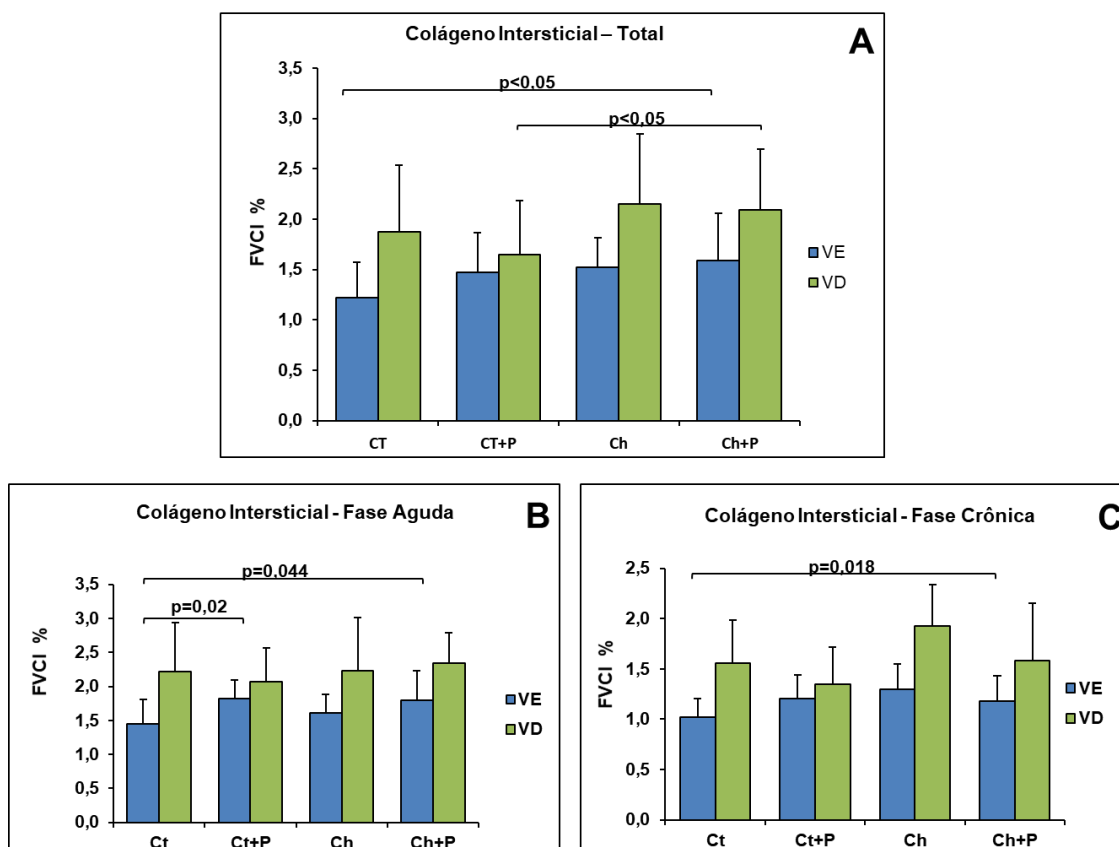 Colágeno Intersticial – Total
A
3,5
3,0
2,5
2,0
1,5
1,0
0,5
0,0
FVCI %
p<0,05
p<0,05
VE
VD
CT CT+P Ch Ch+P
Colágeno Intersticial - Fase Aguda
B
3,5
3,0
2,5
2,0
1,5
1,0
0,5
0,0
FVCI %
p=0,044
p=0,02
VE
VD
Ct Ct+P Ch Ch+P
Colágeno Intersticial - Fase Crônica
C
2,5
2,0
1,5
1,0
0,5
0,0
FVCI %
p=0,018
VE
VD
Ct Ct+P Ch Ch+P